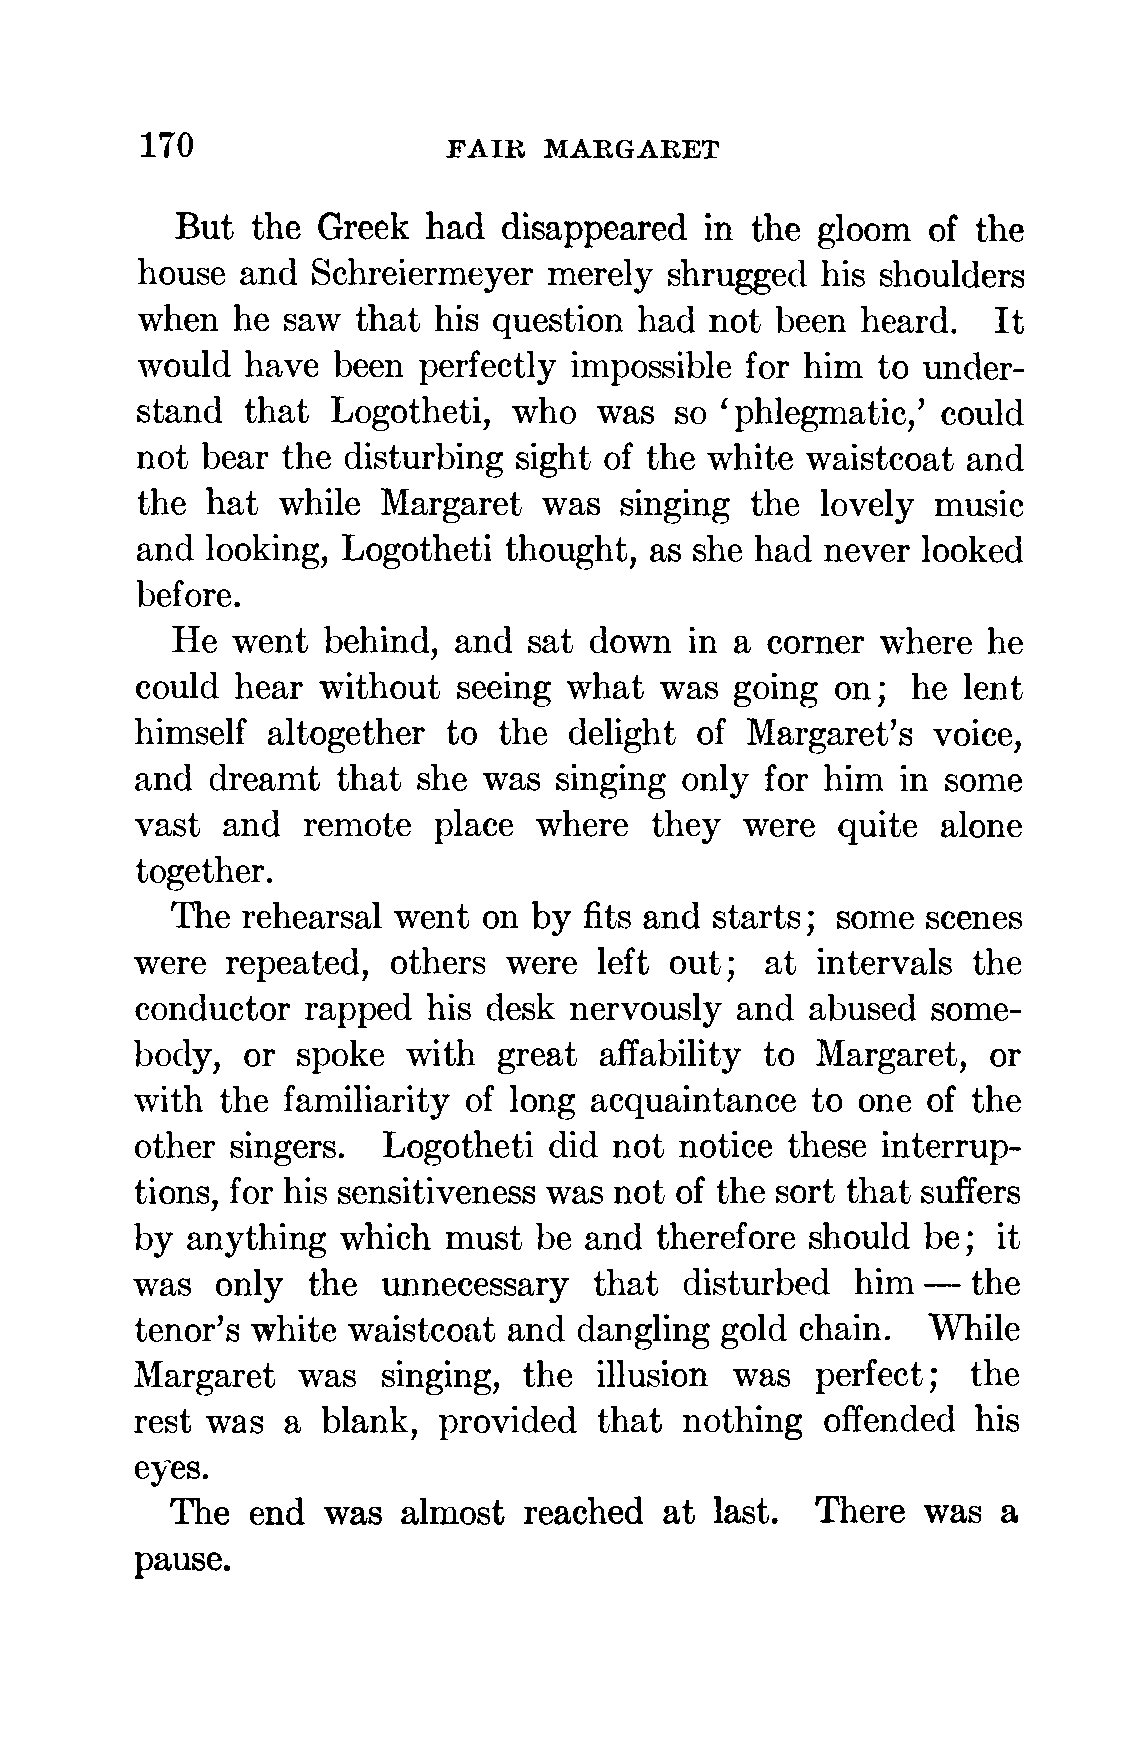 170 FAIR MARGARET
But the Greek had disappeared in the gloom of the
house and Schreiermeyer merely shrugged his shoulders
when he saw that his question had not been heard. It
would have been perfectly impossible for him to under-
stand that Logotheti, who was so ‘phlegmatic,’ could
not bear the disturbing sight of the white waistcoat and
the hat while Margaret was singing the lovely music
and looking, Logotheti thought, as she had never looked
before.
He went behind, and sat down in a corner where he
could hear without seeing what was going on; he lent
himself altogether to the delight of Margaret’s voice,
and dreamt that she was singing only for him in some
vast and remote place where they were quite alone
together.
The rehearsal went on by fits and starts; some scenes
were repeated, others were left out; at intervals the
conductor rapped his desk nervously and abused some-
body, or spoke with great affability to Margaret, or
with the familiarity of long acquaintance to one of the
other singers. Logotheti did not notice these interrup-
tions, for his sensitiveness was not of the sort that suffers
by anything which must be and therefore should be; it
was only the unnecessary that disturbed him — the
tenor’s white waistcoat and dangling gold chain. While
Margaret was singing, the illusion was perfect; the
rest was a blank, provided that nothing offended his
eyes.
The end was almost reached at last. There was a
pause.